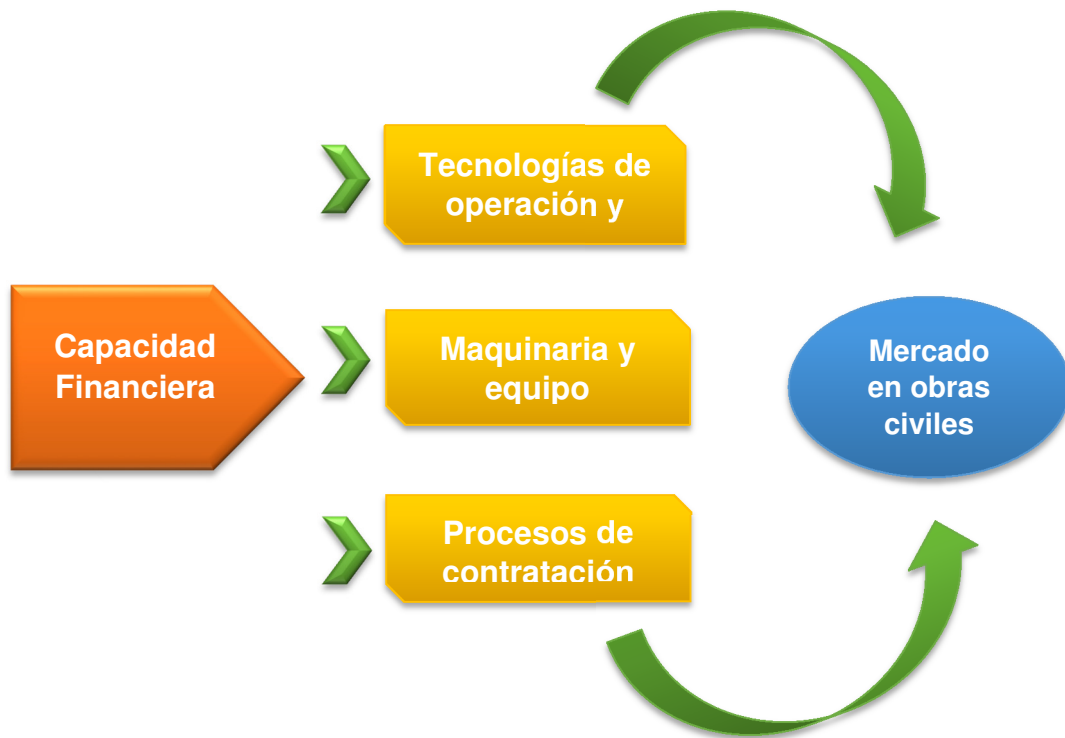 Tecnologías de
operación y
Capacidad
Financiera
Maquinaria y
equipo
Mercado
en obras
civiles
Procesos de
contratación